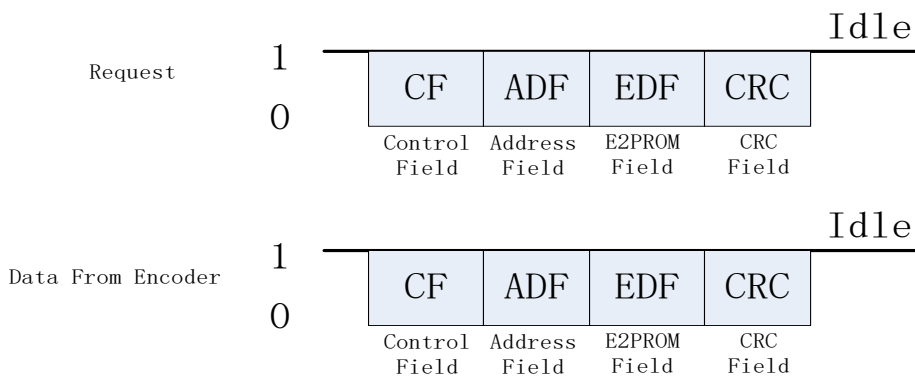 Idle
Request
1
0
CF ADF EDF CRC
Control Address E2PROM CRC
Field Field Field Field
Idle
Data From Encoder
1
0
CF ADF EDF CRC
Control Address E2PROM CRC
Field Field Field Field